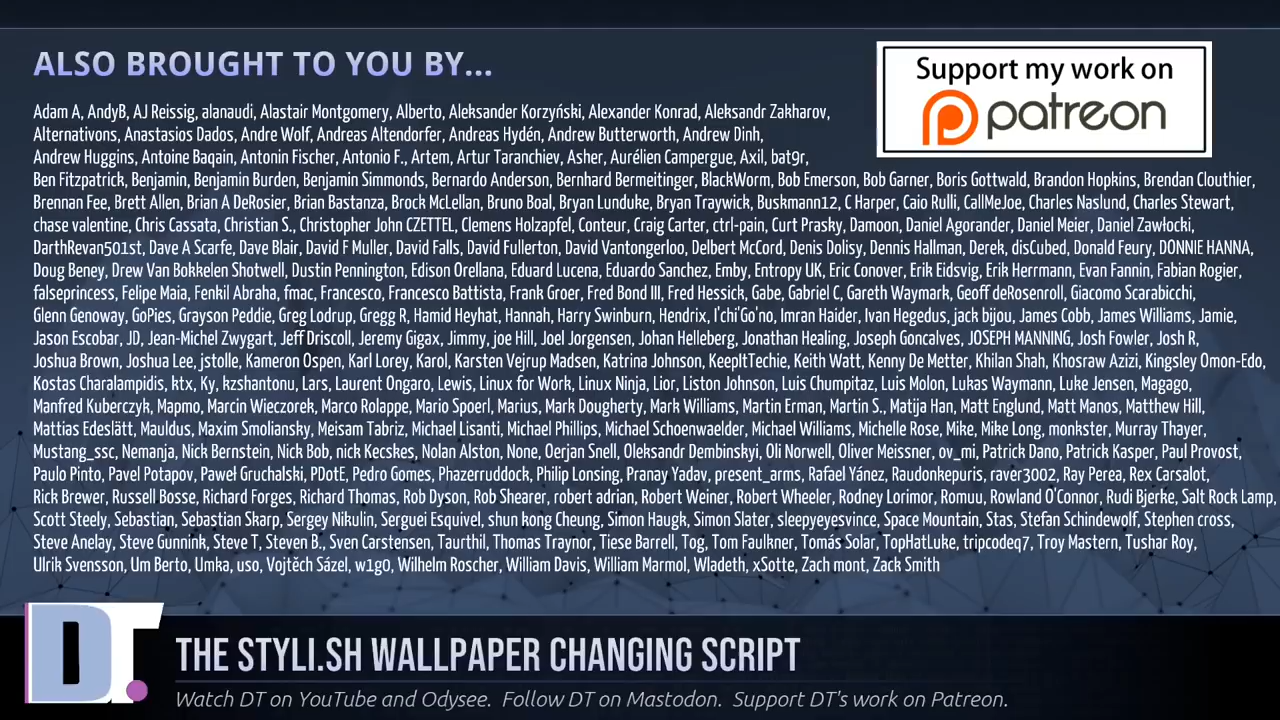 ALSO BROUGHT TO YOU BY...
Support my work on
patreon
Adam A, AndyB, AJ Reissig, alanaudi, Alastair Montgomery, Alberto, Aleksander Korzyński, Alexander Konrad, Aleksandr Zakharov,
Alternativons, Anastasios Dados, Andre Wolf, Andreas Altendorfer, Andreas Hydén, Andrew Butterworth, Andrew Dinh,
Andrew Huggins, Antoine Baqain, Antonin Fischer, Antonio F., Artem, Artur Taranchiev, Asher, Aurélien Campergue, Axil, bat9r,
Ben Fitzpatrick, Benjamin, Benjamin Burden, Benjamin Simmonds, Bernardo Anderson, Bernhard Bermeitinger, BlackWorm, Bob Emerson, Bob Garner, Boris Gottwald, Brandon Hopkins, Brendan Clouthier,
Brennan Fee, Brett Allen, Brian A DeRosier, Brian Bastanza, Brock McLellan, Bruno Boal, Bryan Lunduke, Bryan Traywick, Buskmann12, C Harper, Caio Rulli, CallMeJoe, Charles Naslund, Charles Stewart,
chase valentine, Chris Cassata, Christian S., Christopher John CZETTEL, Clemens Holzapfel, Conteur, Craig Carter, ctrl-pain, Curt Prasky, Damoon, Daniel Agorander, Daniel Meier, Daniel Zawłocki,
DarthRevan501st, Dave A Scarfe, Dave Blair, David F Muller, David Falls, David Fullerton, David Vantongerloo, Delbert McCord, Denis Dolisy, Dennis Hallman, Derek, disCubed, Donald Feury, DONNIE HANNA,
Doug Beney, Drew Van Bokkelen Shotwell, Dustin Pennington, Edison Orellana, Eduard Lucena, Eduardo Sanchez, Emby, Entropy UK, Eric Conover, Erik Eidsvig, Erik Herrmann, Evan Fannin, Fabian Rogier,
falseprincess, Felipe Maia, Fenkil Abraha, fmac, Francesco, Francesco Battista, Frank Groer, Fred Bond III, Fred Hessick, Gabe, Gabriel C, Gareth Waymark, Geoff deRosenroll, Giacomo Scarabicchi,
Glenn Genoway, GoPies, Grayson Peddie, Greg Lodrup, Gregg R, Hamid Heyhat, Hannah, Harry Swinburn, Hendrix, I'chi'Go'no, Imran Haider, Ivan Hegedus, jack bijou, James Cobb, James Williams, Jamie,
Jason Escobar, JD, Jean-Michel Zwygart, Jeff Driscoll, Jeremy Gigax, Jimmy, joe Hill, Joel Jorgensen, Johan Helleberg, Jonathan Healing, Joseph Goncalves, JOSEPH MANNING, Josh Fowler, Josh R,
Joshua Brown, Joshua Lee, jstolle, Kameron Ospen, Karl Lorey, Karol, Karsten Vejrup Madsen, Katrina Johnson, KeepItTechie, Keith Watt, Kenny De Metter, Khilan Shah, Khosraw Azizi, Kingsley Omon-Edo,
Kostas Charalampidis, ktx, Ky, kzshantonu, Lars, Laurent Ongaro, Lewis, Linux for Work, Linux Ninja, Lior, Liston Johnson, Luis Chumpitaz, Luis Molon, Lukas Waymann, Luke Jensen, Magago,
Manfred Kuberczyk, Mapmo, Marcin Wieczorek, Marco Rolappe, Mario Spoerl, Marius, Mark Dougherty, Mark Williams, Martin Erman, Martin S., Matija Han, Matt Englund, Matt Manos, Matthew Hill,
Mattias Edeslätt, Mauldus, Maxim Smoliansky, Meisam Tabriz, Michael Lisanti, Michael Phillips, Michael Schoenwaelder, Michael Williams, Michelle Rose, Mike, Mike Long, monkster, Murray Thayer,
Mustang_ssc, Nemanja, Nick Bernstein, Nick Bob, nick Kecskes, Nolan Alston, None, Oerjan Snell, Oleksandr Dembinskyi, Oli Norwell, Oliver Meissner, ov_mi, Patrick Dano, Patrick Kasper, Paul Provost,
Paulo Pinto, Pavel Potapov, Paweł Gruchalski, PDotE, Pedro Gomes, Phazerruddock, Philip Lonsing, Pranay Yadav, present_arms, Rafael Yánez, Raudonkepuris, raver3002, Ray Perea, Rex Carsalot,
Rick Brewer, Russell Bosse, Richard Forges, Richard Thomas, Rob Dyson, Rob Shearer, robert adrian, Robert Weiner, Robert Wheeler, Rodney Lorimor, Romuu, Rowland O'Connor, Rudi Bjerke, Salt Rock Lamp,
Scott Steely, Sebastian, Sebastian Skarp, Sergey Nikulin, Serguei Esquivel, shun kong Cheung, Simon Haugk, Simon Slater, sleepyeyesvince, Space Mountain, Stas, Stefan Schindewolf, Stephen cross,
Steve Anelay, Steve Gunnink, Steve T, Steven B., Sven Carstensen, Taurthil, Thomas Traynor, Tiese Barrell, Tog, Tom Faulkner, Tomás Solar, TopHatLuke, tripcodeq7, Troy Mastern, Tushar Roy,
Ulrik Svensson, Um Berto, Umka, uso, Vojtěch Sázel, w1g0, Wilhelm Roscher, William Davis, William Marmol, Wladeth, xSotte, Zach mont, Zack Smith
DT.
THE STYLI.SH WALLPAPER CHANGING SCRIPT
Watch DT on YouTube and Odysee. Follow DT on Mastodon. Support DT's work on Patreon.